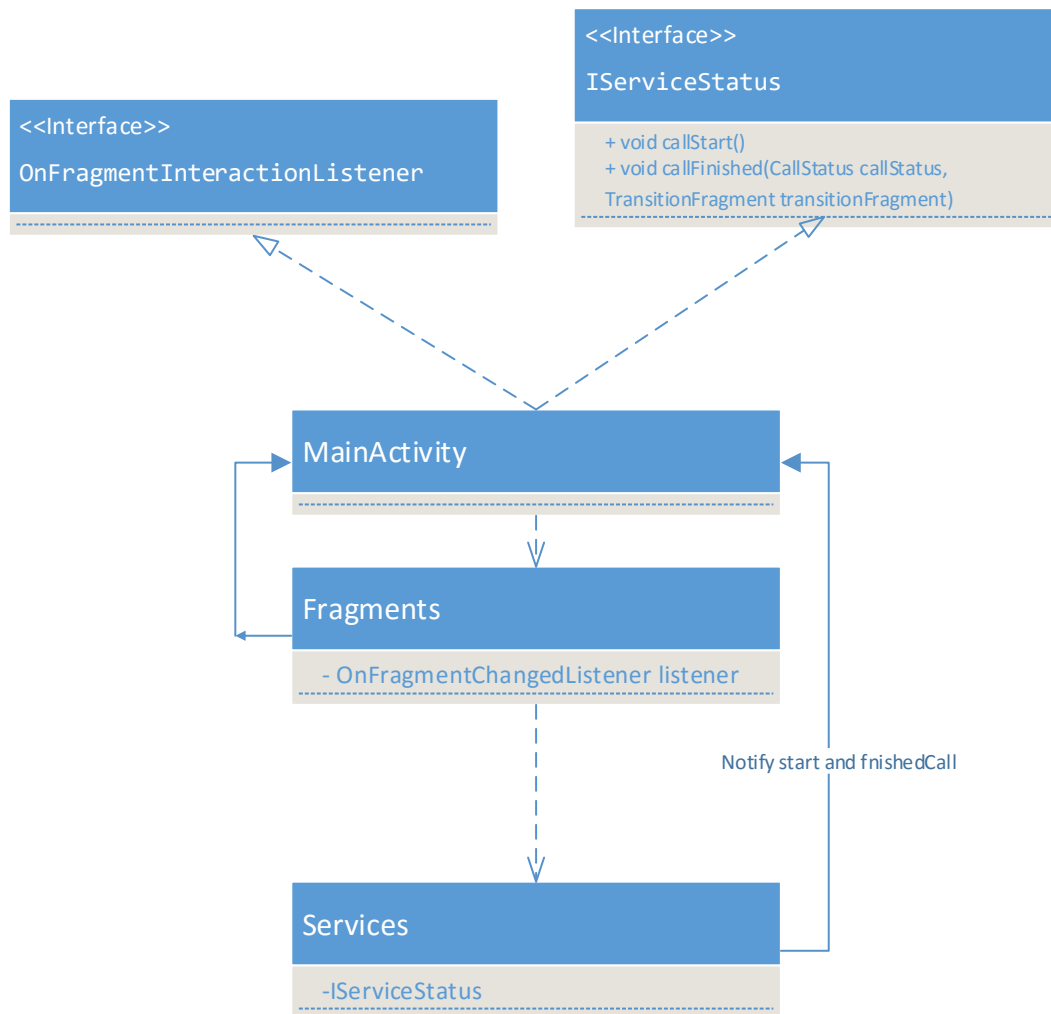 <<Interface>>
IServiceStatus
+ void callStart()
+ void callFinished(CallStatus callStatus,
TransitionFragment transitionFragment)
<<Interface>>
OnFragmentInteractionListener
MainActivity
Fragments
- OnFragmentChangedListener listener
Notify start and fnishedCall
Services
-IServiceStatus